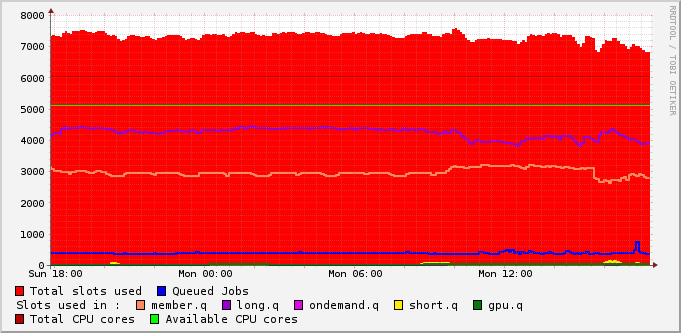 8000
7000
6000
5000
4000
3000
2000
1000
0
Sun 18:00 Mon 00:00 Mon 06:00 Mon 12:00
Total slots used Queued Jobs
Slots used in : member.q long.q ondemand.q short.q gpu.q
Total CPU cores Available CPU cores
RRDTOOL / TOBI OETIKER